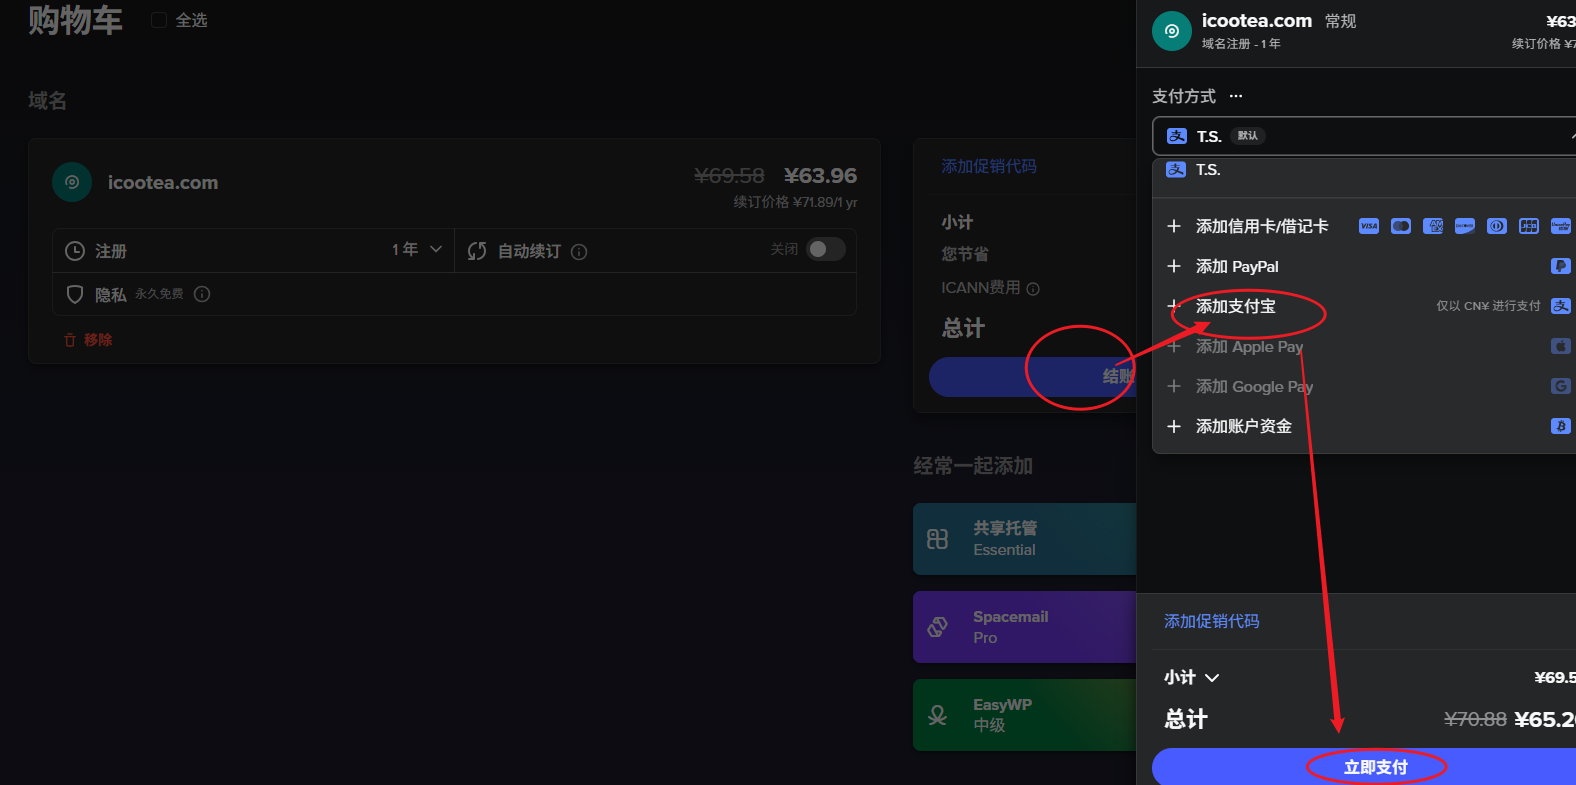 购物车
全选
域名
icootea.com
¥69.58 ¥63.96
续订价格 ¥71.89/1 yr
注册
1 年
自动续订
关闭
隐私 永久免费
移除
添加促销代码
小计
您节省
ICANN费用
总计
结账
经常一起添加
共享托管
Essential
Spacemail
Pro
EasyWP
中级
icootea.com 常规
¥63
域名注册 - 1 年
续订价格 ¥7
支付方式 ...
T.S. 默认
T.S.
添加信用卡/借记卡
VISA
添加 PayPal
添加支付宝
仅以 CN¥ 进行支付
添加 Apple Pay
添加 Google Pay
添加账户资金
添加促销代码
小计
¥69.5
总计
¥70.88 ¥65.2
立即支付